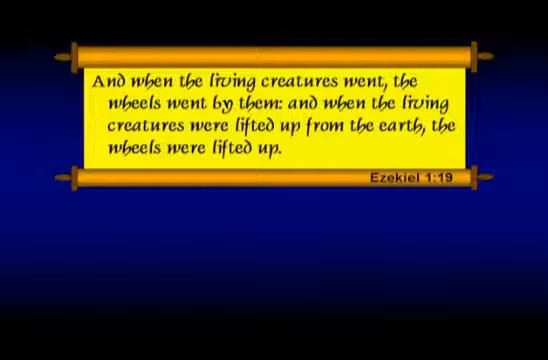 And when the living creatures went, the
wheels went by them: and when the living
creatures were lifted up from the earth, the
wheels were lifted up.
Ezekiel 1:19